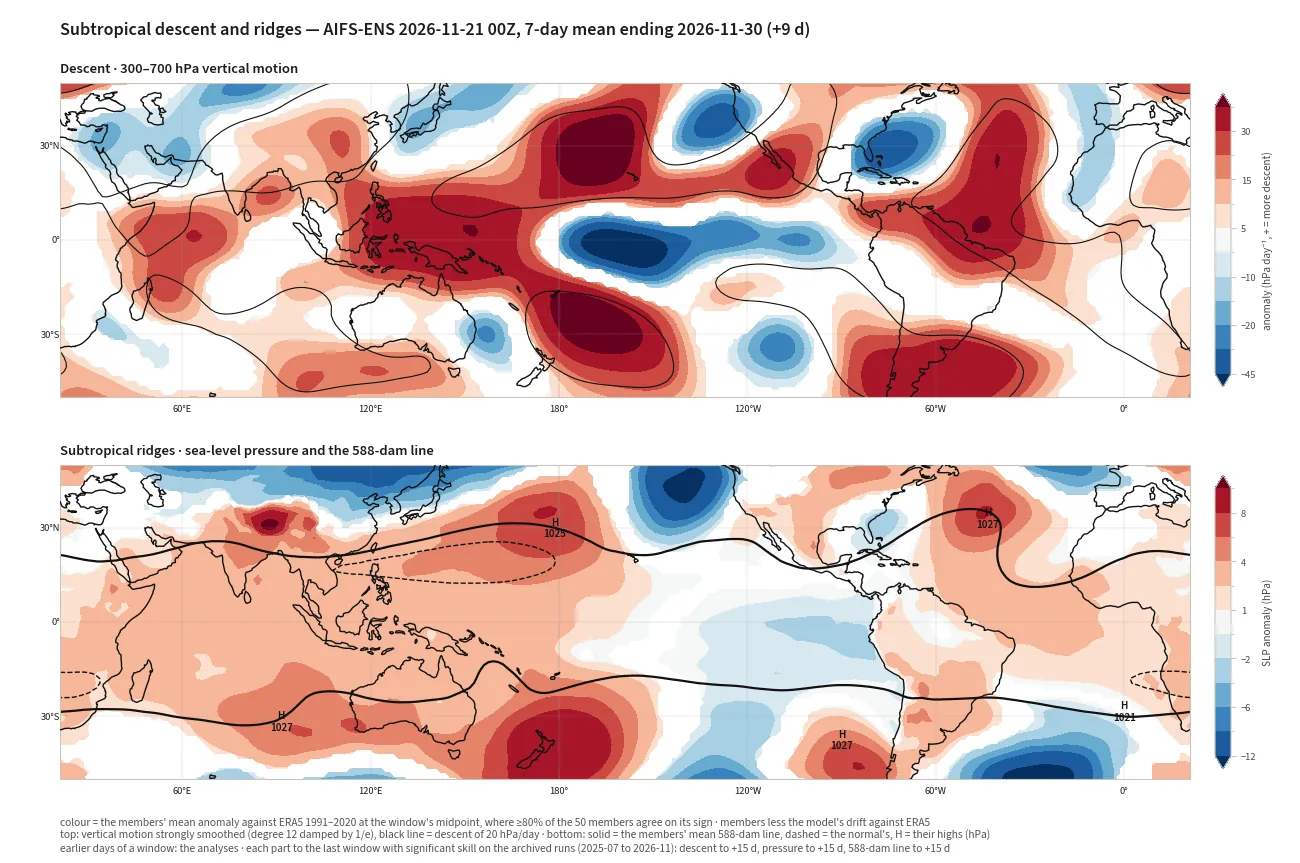 Subtropical descent and ridges — AIFS-ENS 2026-11-21 00Z, 7-day mean ending 2026-11-30 (+9 d)
Descent · 300–700 hPa vertical motion
30°N
0°
30°S
60°E
120°E
180°
120°W
60°W
0°
30
15
5
−10
−20
−45
anomaly (hPa day⁻¹, + = more descent)
Subtropical ridges · sea-level pressure and the 588-dam line
30°N
0°
30°S
H
1025
H
1027
H
1027
H
1027
H
1021
60°E
120°E
180°
120°W
60°W
0°
8
4
1
−2
−6
−12
SLP anomaly (hPa)
colour = the members' mean anomaly against ERA5 1991–2020 at the window's midpoint, where ≥80% of the 50 members agree on its sign · members less the model's drift against ERA5
top: vertical motion strongly smoothed (degree 12 damped by 1/e), black line = descent of 20 hPa/day · bottom: solid = the members' mean 588-dam line, dashed = the normal's, H = their highs (hPa)
earlier days of a window: the analyses · each part to the last window with significant skill on the archived runs (2025-07 to 2026-11): descent to +15 d, pressure to +15 d, 588-dam line to +15 d